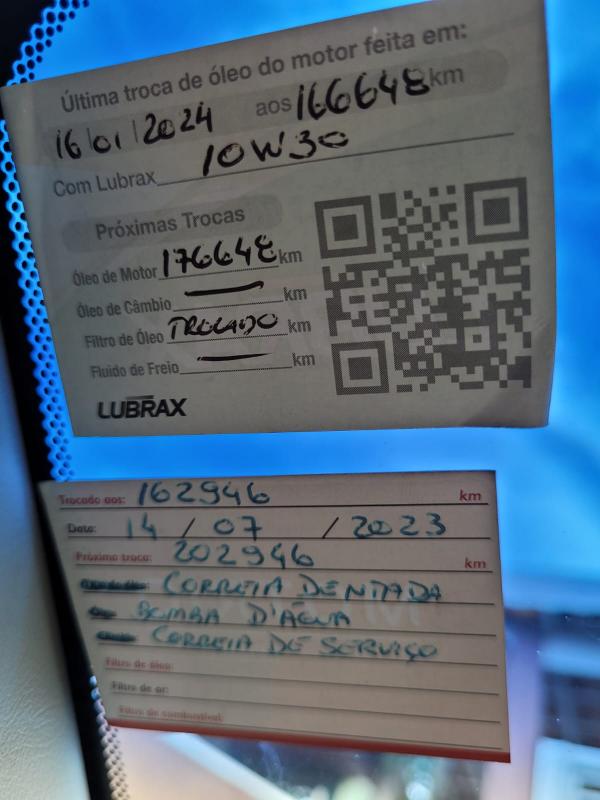 Última troca de óleo do motor feita em:
16/01/2024 aos 166648 km
Com Lubrax 10W30
Próximas Trocas
Óleo de Motor 176648 km
Óleo de Câmbio — km
Filtro de Óleo TROCADO km
Fluido de Freio — km
LUBRAX
Trocado aos: 162946 km
Data: 14 / 07 / 2023
Próxima troca: 202946 km
CORREIA DENTADA
BOMBA D'ÁGUA
CORREIA DE SERVIÇO
Filtro de óleo:
Filtro de ar:
Filtro de combustível: